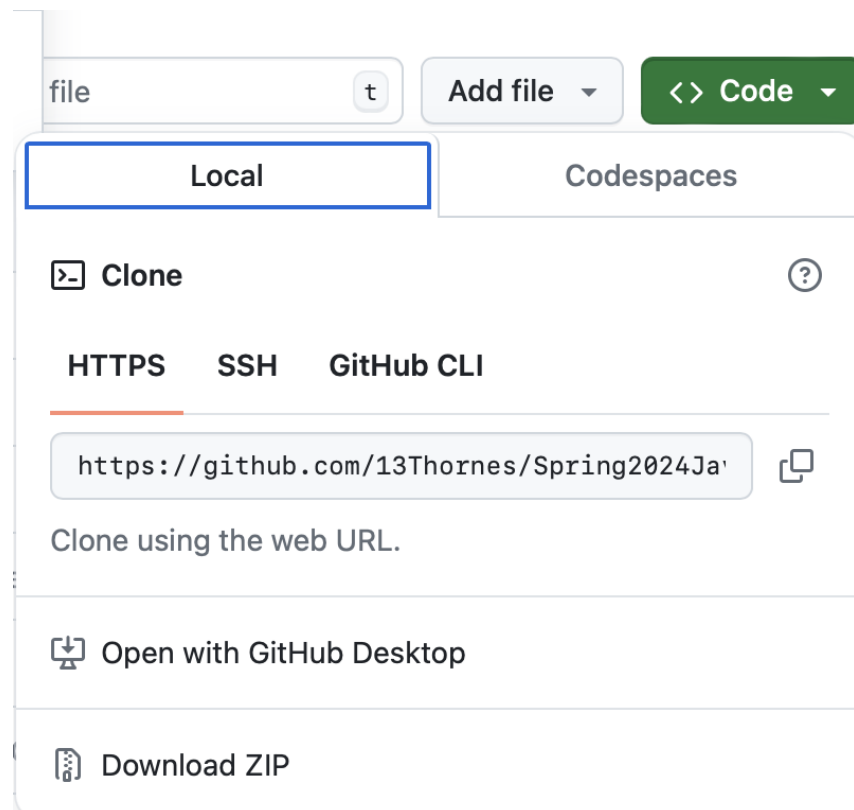 file t Add file Code
Local Codespaces
Clone
HTTPS SSH GitHub CLI
https://github.com/13Thornes/Spring2024Ja
Clone using the web URL.
Open with GitHub Desktop
Download ZIP